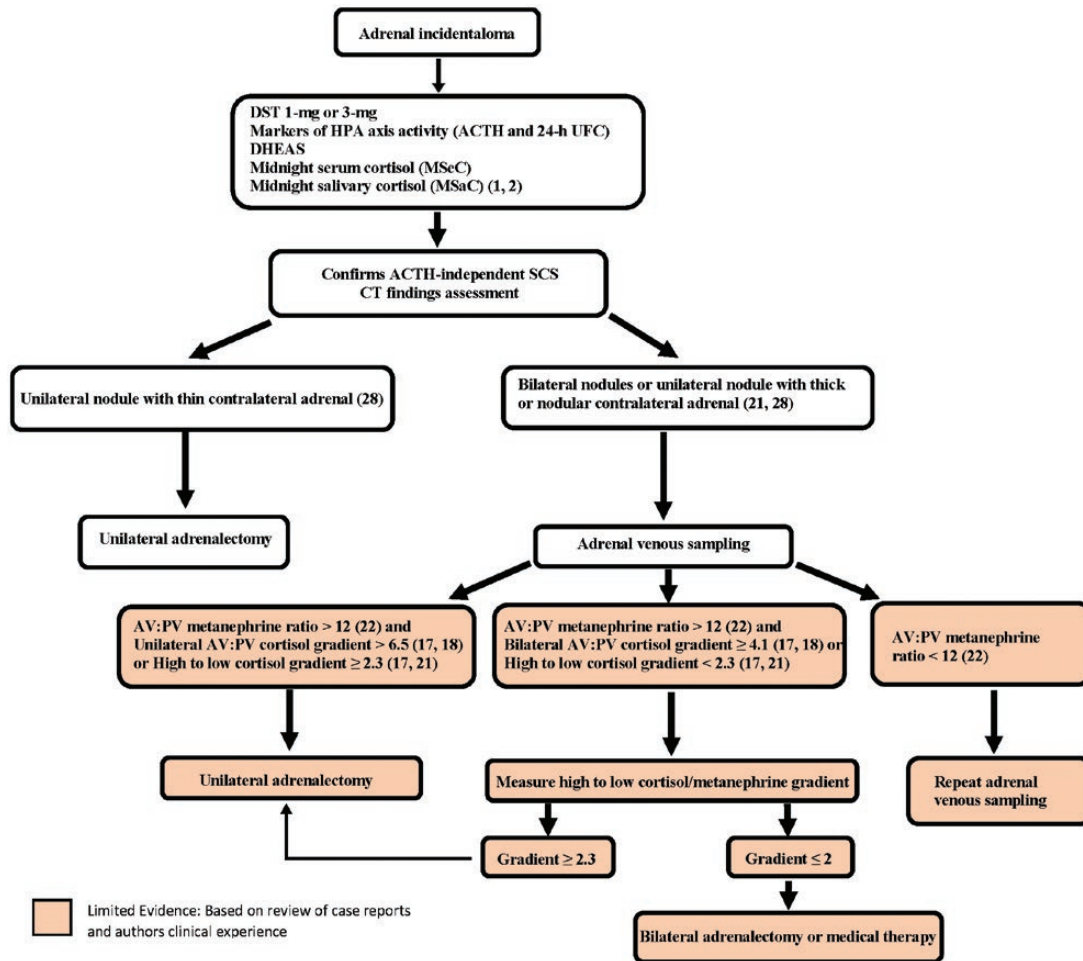 Adrenal incidentaloma
DST 1-mg or 3-mg
Markers of HPA axis activity (ACTH and 24-h UFC)
DHEAS
Midnight serum cortisol (MSeC)
Midnight salivary cortisol (MSaC) (1, 2)
Confirms ACTH-independent SCS
CT findings assessment
Unilateral nodule with thin contralateral adrenal (28)
Bilateral nodules or unilateral nodule with thick
or nodular contralateral adrenal (21, 28)
Unilateral adrenalectomy
Adrenal venous sampling
AV:PV metanephrine ratio > 12 (22) and
Unilateral AV:PV cortisol gradient > 6.5 (17, 18)
or High to low cortisol gradient ≥ 2.3 (17, 21)
AV:PV metanephrine ratio > 12 (22) and
Bilateral AV:PV cortisol gradient ≥ 4.1 (17, 18) or
High to low cortisol gradient < 2.3 (17, 21)
AV:PV metanephrine
ratio < 12 (22)
Unilateral adrenalectomy
Measure high to low cortisol/metanephrine gradient
Repeat adrenal
venous sampling
Gradient ≥ 2.3
Gradient ≤ 2
Bilateral adrenalectomy or medical therapy
Limited Evidence: Based on review of case reports
and authors clinical experience